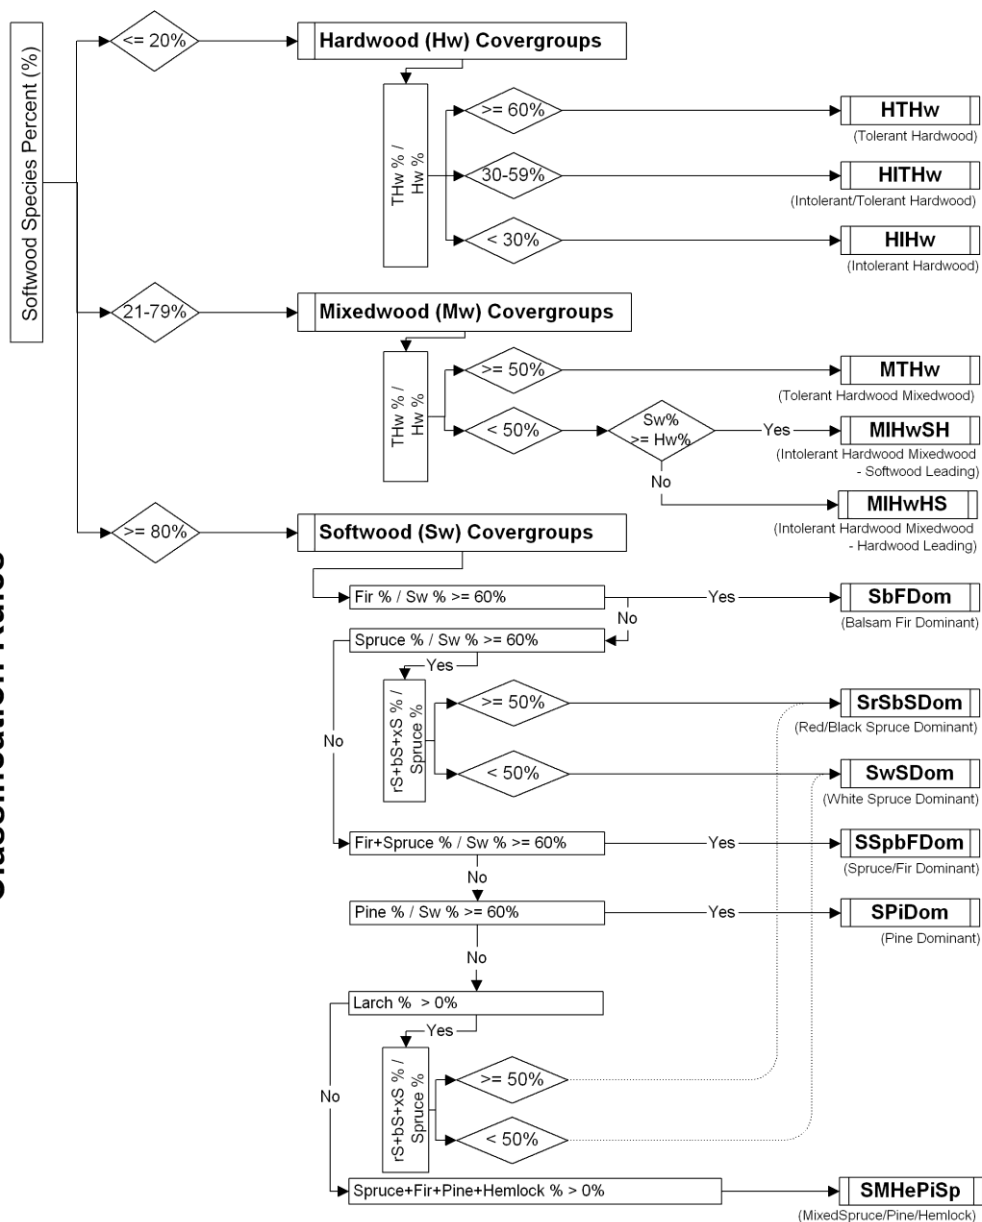 Softwood Species Percent (%)
<= 20%
Hardwood (Hw) Covergroups
THw % /
Hw %
>= 60%
HTHw
(Tolerant Hardwood)
30-59%
HITHw
(Intolerant/Tolerant Hardwood)
< 30%
HIHw
(Intolerant Hardwood)
21-79%
Mixedwood (Mw) Covergroups
THw % /
Hw %
>= 50%
MTHw
(Tolerant Hardwood Mixedwood)
< 50%
Sw%
>= Hw%
Yes
MIHwSH
(Intolerant Hardwood Mixedwood
- Softwood Leading)
No
MIHwHS
(Intolerant Hardwood Mixedwood
- Hardwood Leading)
>= 80%
Softwood (Sw) Covergroups
Fir % / Sw % >= 60%
Yes
SbFDom
(Balsam Fir Dominant)
No
Spruce % / Sw % >= 60%
Yes
rS+bS+xS % /
Spruce %
>= 50%
SrSbSDom
(Red/Black Spruce Dominant)
No
< 50%
SwSDom
(White Spruce Dominant)
Fir+Spruce % / Sw % >= 60%
Yes
SSpbFDom
(Spruce/Fir Dominant)
No
Pine % / Sw % >= 60%
Yes
SPiDom
(Pine Dominant)
No
Larch % > 0%
Yes
rS+bS+xS % /
Spruce %
>= 50%
No
< 50%
Spruce+Fir+Pine+Hemlock % > 0%
SMHePiSp
(MixedSpruce/Pine/Hemlock)